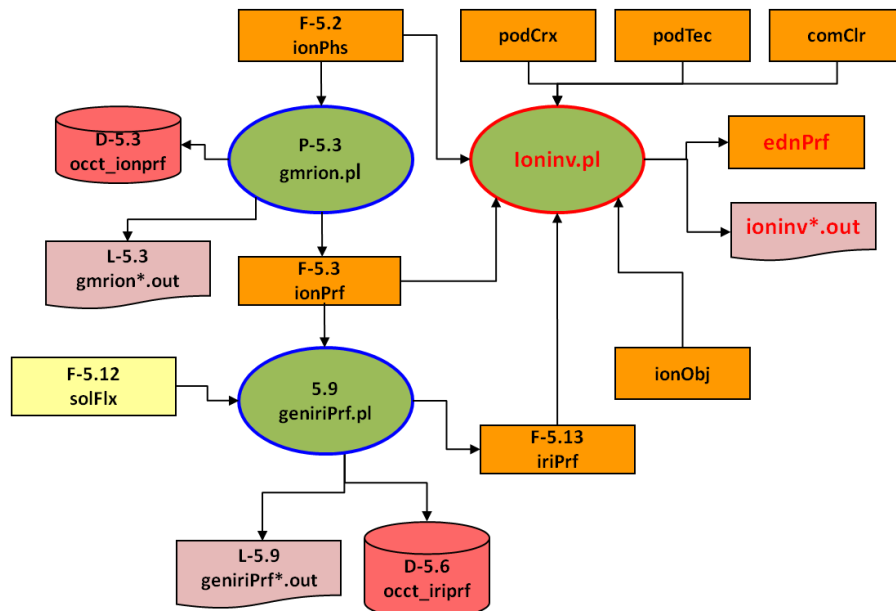 F-5.2
ionPhs
podCrx
podTec
comClr
D-5.3
occt_ionprf
P-5.3
gmrion.pl
Ioninv.pl
ednPrf
ioninv*.out
L-5.3
gmrion*.out
F-5.3
ionPrf
F-5.12
solFlx
5.9
geniriPrf.pl
ionObj
F-5.13
iriPrf
L-5.9
geniriPrf*.out
D-5.6
occt_iriprf